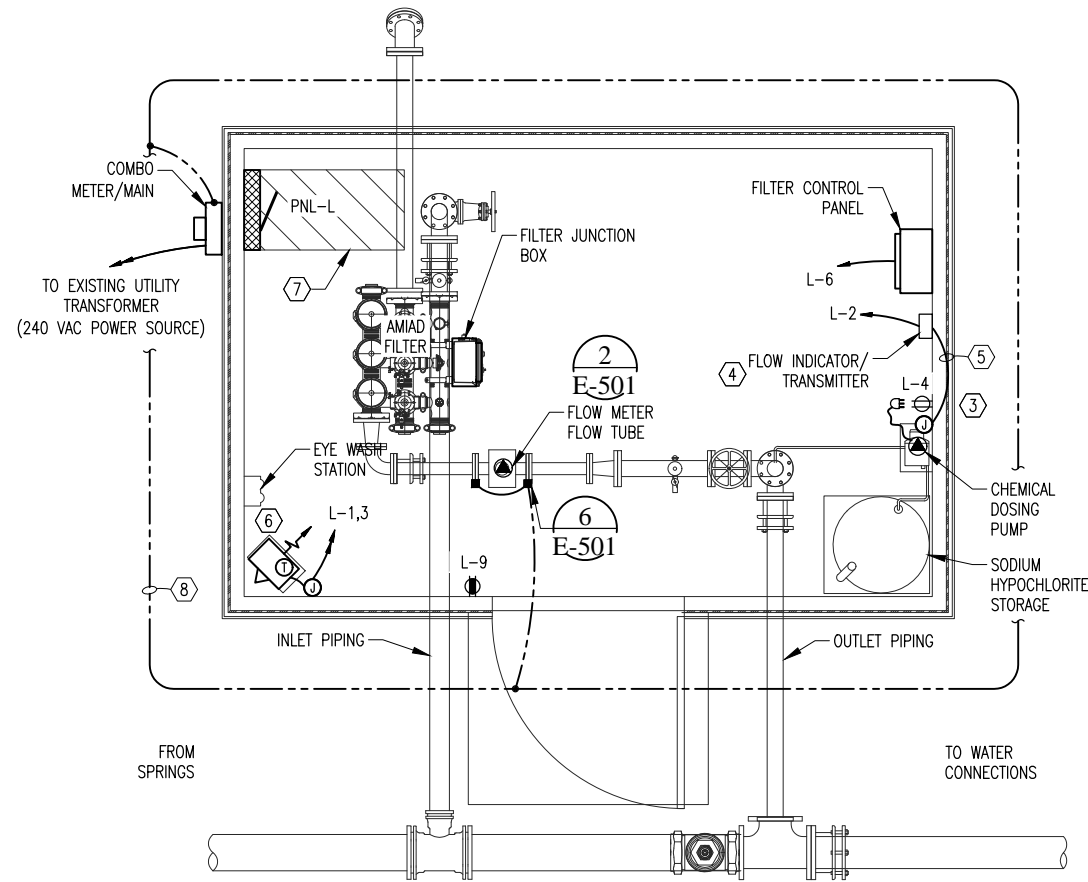 COMBO
METER/MAIN
PNL-L
7
FILTER JUNCTION
BOX
FILTER CONTROL
PANEL
L-6
TO EXISTING UTILITY
TRANSFORMER
(240 VAC POWER SOURCE)
AMIAD
FILTER
L-2
2
E-501
4
FLOW INDICATOR/
TRANSMITTER
5
L-4
3
J
FLOW METER
FLOW TUBE
EYE WASH
STATION
6
L-1,3
T
J
6
E-501
CHEMICAL
DOSING
PUMP
L-9
SODIUM
HYPOCHLORITE
STORAGE
8
INLET PIPING
OUTLET PIPING
FROM
SPRINGS
TO WATER
CONNECTIONS